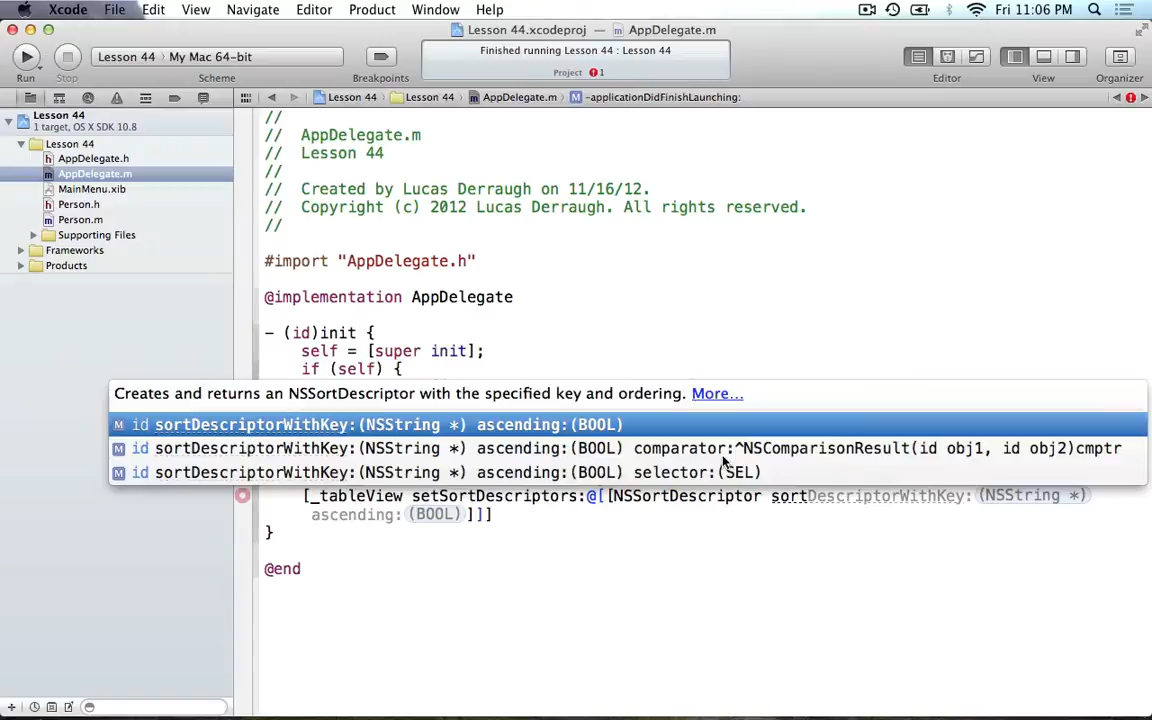 Xcode File Edit View Navigate Editor Product Window Help Fri 11:06 PM
Lesson 44.xcodeproj — AppDelegate.m
Lesson 44 〉 My Mac 64-bit
Finished running Lesson 44 : Lesson 44
Project 1
Run Stop Scheme Breakpoints Editor View Organizer
Lesson 44 Lesson 44 AppDelegate.m -applicationDidFinishLaunching:
Lesson 44
1 target, OS X SDK 10.8
Lesson 44
AppDelegate.h
AppDelegate.m
MainMenu.xib
Person.h
Person.m
Supporting Files
Frameworks
Products
//
// AppDelegate.m
// Lesson 44
//
// Created by Lucas Derraugh on 11/16/12.
// Copyright (c) 2012 Lucas Derraugh. All rights reserved.
//
#import "AppDelegate.h"
@implementation AppDelegate
- (id)init {
self = [super init];
if (self) {
Creates and returns an NSSortDescriptor with the specified key and ordering. More...
M id sortDescriptorWithKey:(NSString *) ascending:(BOOL)
M id sortDescriptorWithKey:(NSString *) ascending:(BOOL) comparator:^NSComparisonResult(id obj1, id obj2)cmptr
M id sortDescriptorWithKey:(NSString *) ascending:(BOOL) selector:(SEL)
[_tableView setSortDescriptors:@[[NSSortDescriptor sortDescriptorWithKey:(NSString *)
ascending:(BOOL)]]]
}
@end